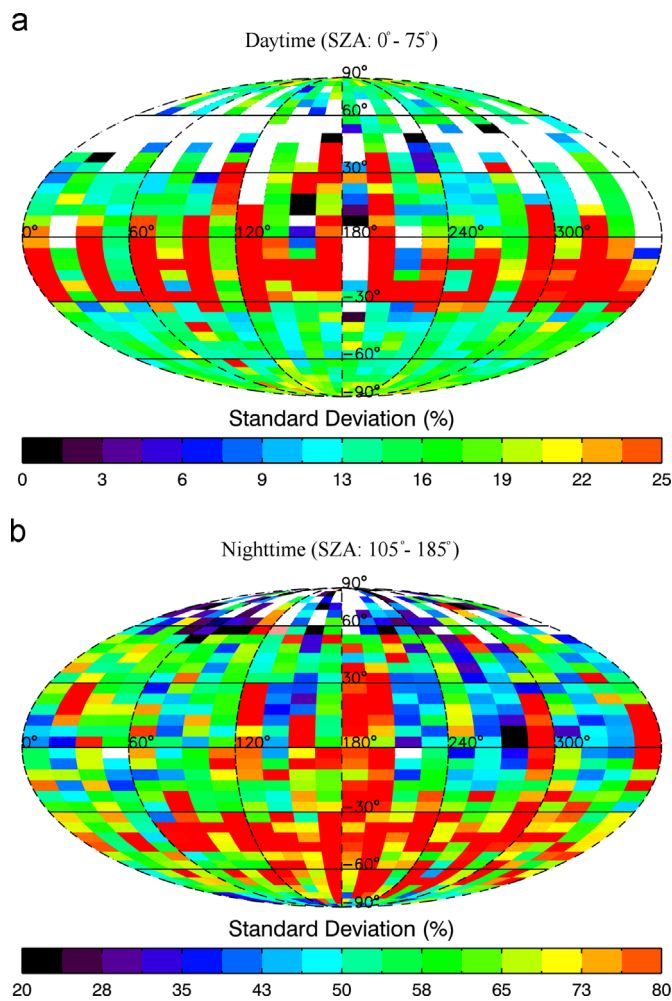 a
Daytime (SZA: 0°- 75°)
90°
60°
30°
0° 60° 120° 180° 240° 300°
−30°
−60°
−90°
Standard Deviation (%)
0 3 6 9 13 16 19 22 25
b
Nighttime (SZA: 105°- 185°)
90°
60°
30°
0° 60° 120° 180° 240° 300°
−30°
−60°
−90°
Standard Deviation (%)
20 28 35 43 50 58 65 73 80